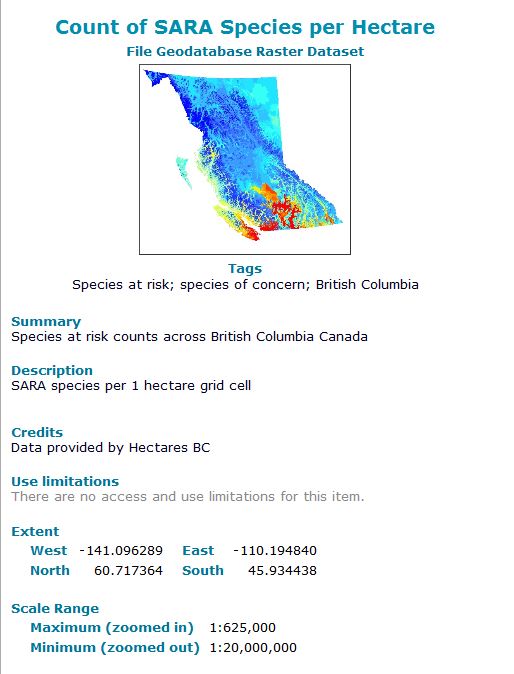 Count of SARA Species per Hectare
File Geodatabase Raster Dataset
Tags
Species at risk; species of concern; British Columbia
Summary
Species at risk counts across British Columbia Canada
Description
SARA species per 1 hectare grid cell
Credits
Data provided by Hectares BC
Use limitations
There are no access and use limitations for this item.
Extent
West -141.096289 East -110.194840
North 60.717364 South 45.934438
Scale Range
Maximum (zoomed in) 1:625,000
Minimum (zoomed out) 1:20,000,000